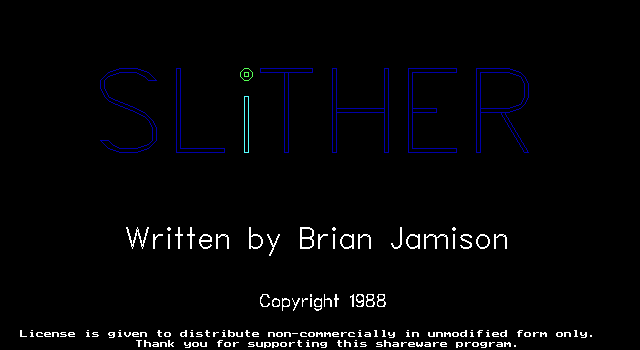 SLiTHER
Written by Brian Jamison
Copyright 1988
License is given to distribute non-commercially in unmodified form only.
Thank you for supporting this shareware program.